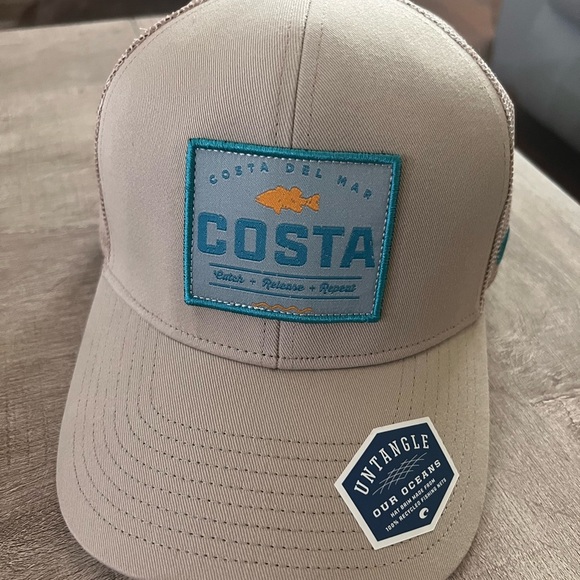 COSTA DEL MAR
COSTA
Catch + Release + Repeat
UNTANGLE
OUR OCEANS
HAT BRIM MADE FROM
100% RECYCLED FISHING NETS